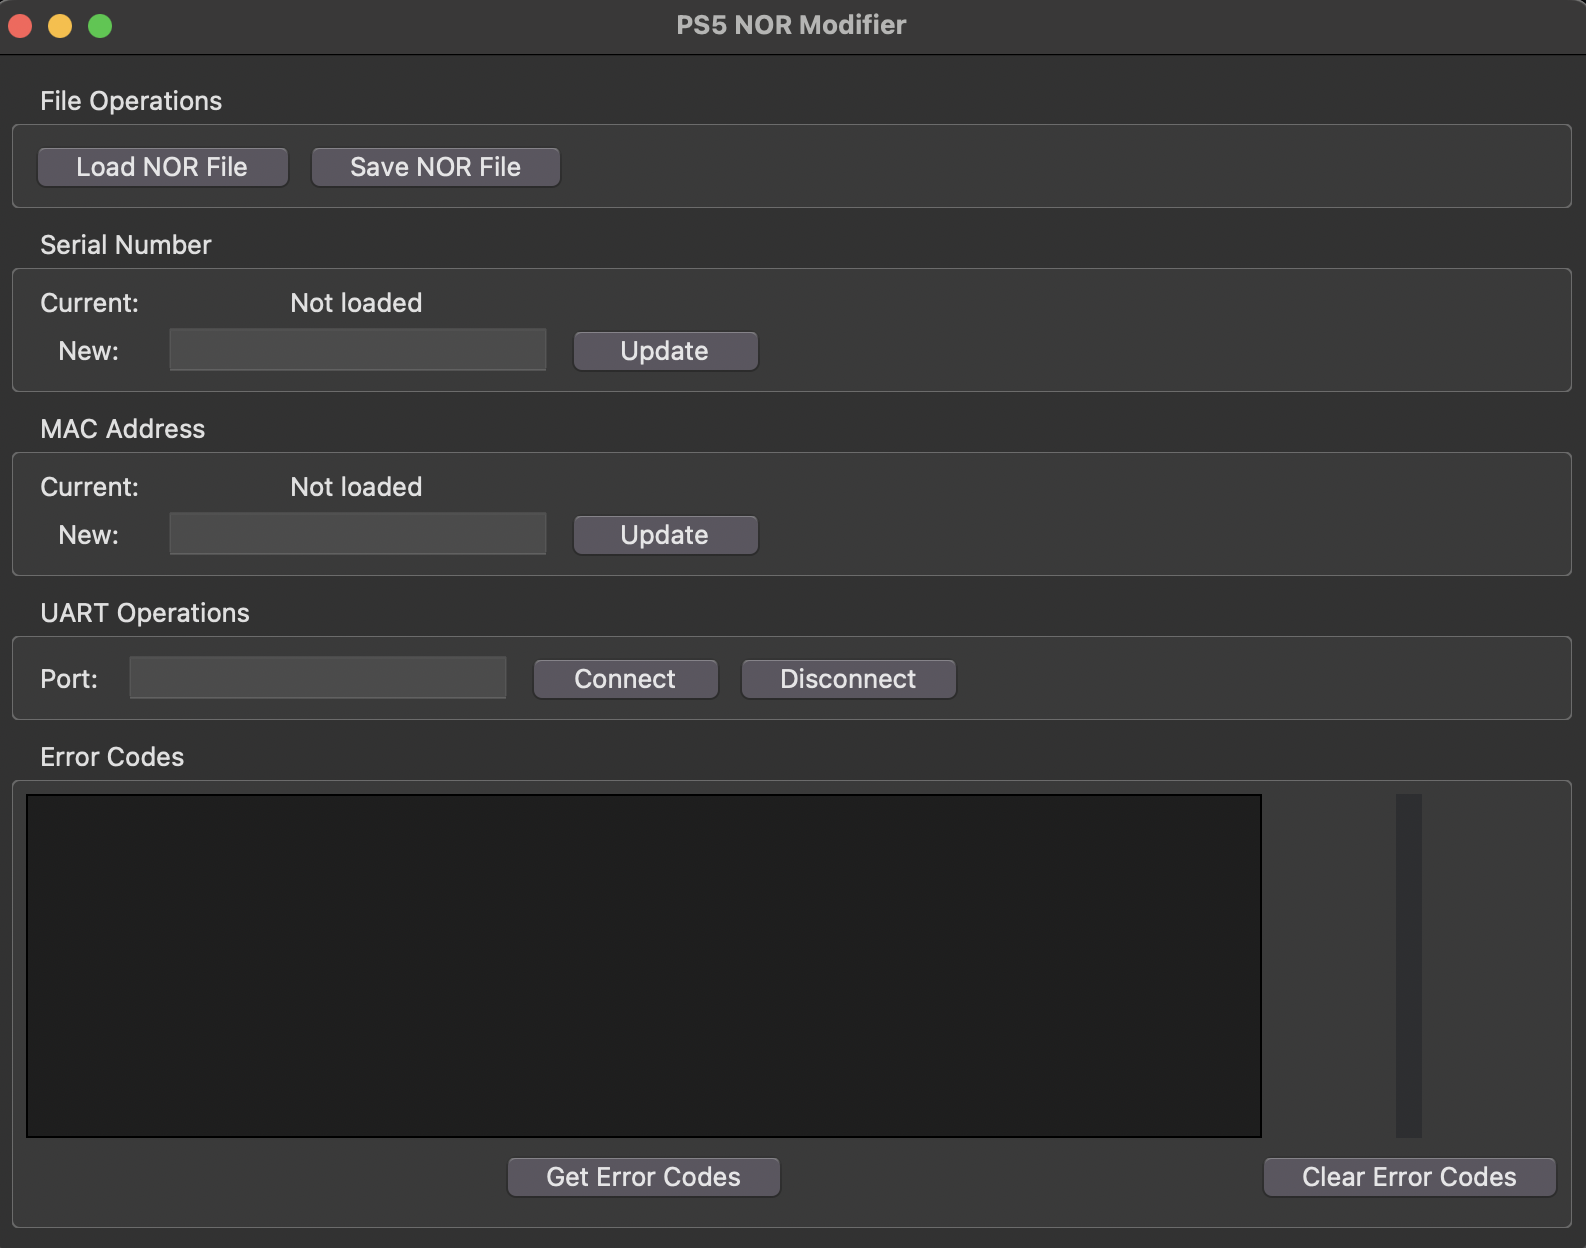 PS5 NOR Modifier
File Operations
Load NOR File Save NOR File
Serial Number
Current: Not loaded
New: Update
MAC Address
Current: Not loaded
New: Update
UART Operations
Port: Connect Disconnect
Error Codes
Get Error Codes Clear Error Codes